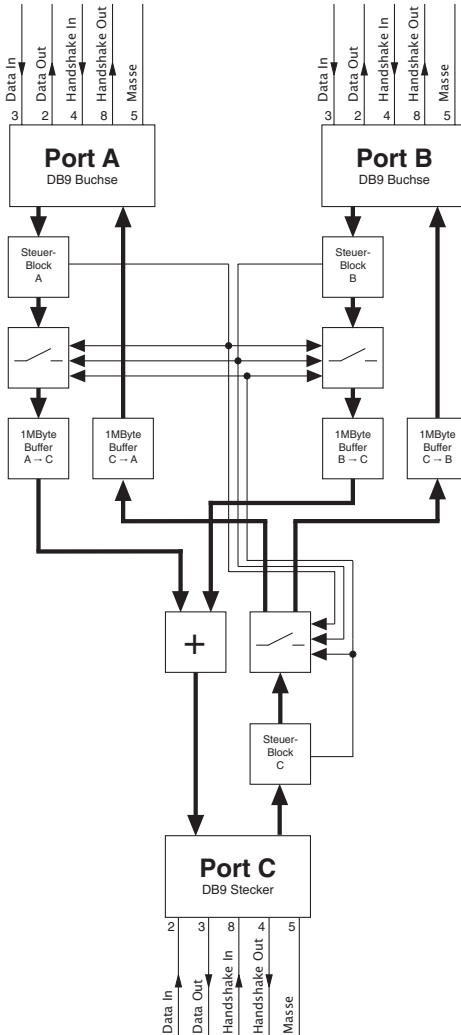 Data In
Data Out
Handshake In
Handshake Out
Masse
3
2
4
8
5
Port A
DB9 Buchse
Data In
Data Out
Handshake In
Handshake Out
Masse
3
2
4
8
5
Port B
DB9 Buchse
Steuer-
Block
A
Steuer-
Block
B
1MByte
Buffer
A → C
1MByte
Buffer
C → A
1MByte
Buffer
B → C
1MByte
Buffer
C → B
+
Steuer-
Block
C
Port C
DB9 Stecker
2
3
8
4
5
Data In
Data Out
Handshake In
Handshake Out
Masse